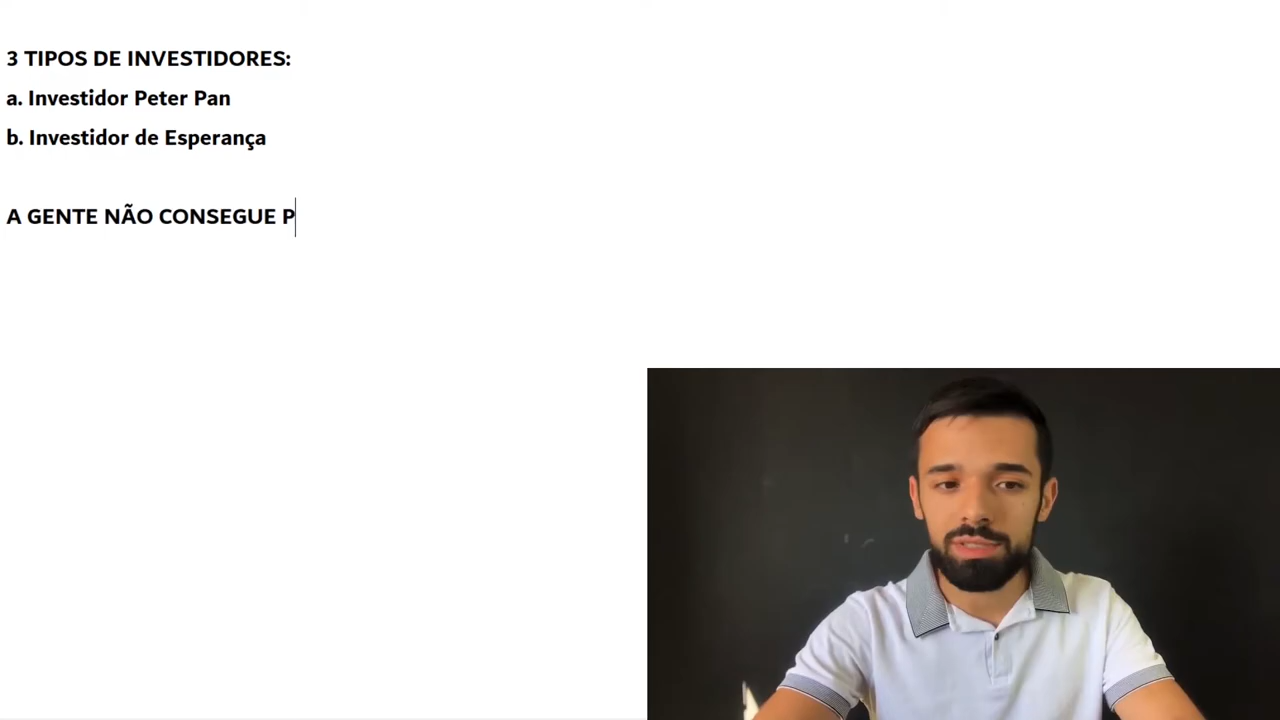 3 TIPOS DE INVESTIDORES:
a. Investidor Peter Pan
b. Investidor de Esperança
A GENTE NÃO CONSEGUE P